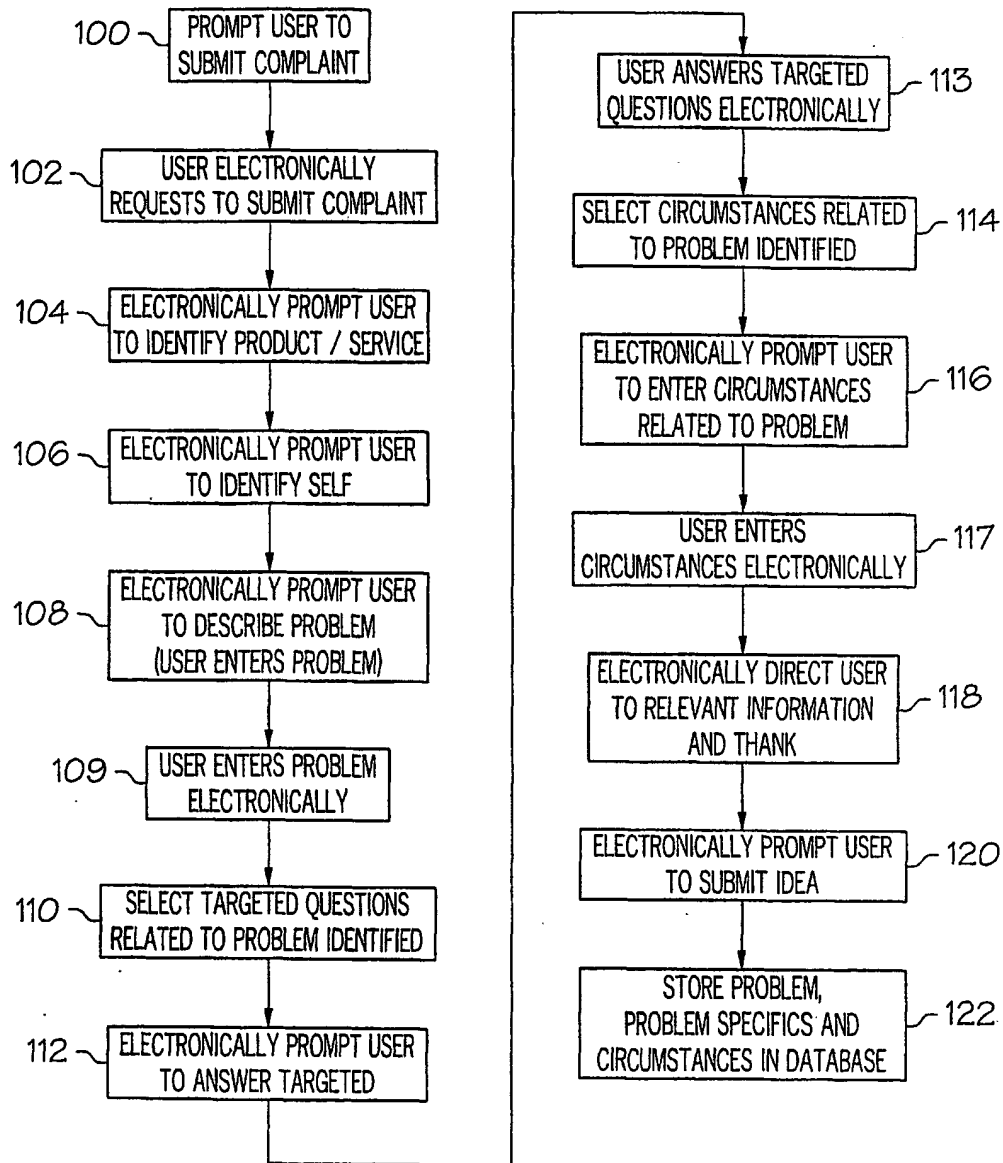 100
PROMPT USER TO
SUBMIT COMPLAINT
102
USER ELECTRONICALLY
REQUESTS TO SUBMIT COMPLAINT
104
ELECTRONICALLY PROMPT USER
TO IDENTIFY PRODUCT / SERVICE
106
ELECTRONICALLY PROMPT USER
TO IDENTIFY SELF
108
ELECTRONICALLY PROMPT USER
TO DESCRIBE PROBLEM
(USER ENTERS PROBLEM)
109
USER ENTERS PROBLEM
ELECTRONICALLY
110
SELECT TARGETED QUESTIONS
RELATED TO PROBLEM IDENTIFIED
112
ELECTRONICALLY PROMPT USER
TO ANSWER TARGETED
USER ANSWERS TARGETED
QUESTIONS ELECTRONICALLY
113
SELECT CIRCUMSTANCES RELATED
TO PROBLEM IDENTIFIED
114
ELECTRONICALLY PROMPT USER
TO ENTER CIRCUMSTANCES
RELATED TO PROBLEM
116
USER ENTERS
CIRCUMSTANCES ELECTRONICALLY
117
ELECTRONICALLY DIRECT USER
TO RELEVANT INFORMATION
AND THANK
118
ELECTRONICALLY PROMPT USER
TO SUBMIT IDEA
120
STORE PROBLEM,
PROBLEM SPECIFICS AND
CIRCUMSTANCES IN DATABASE
122